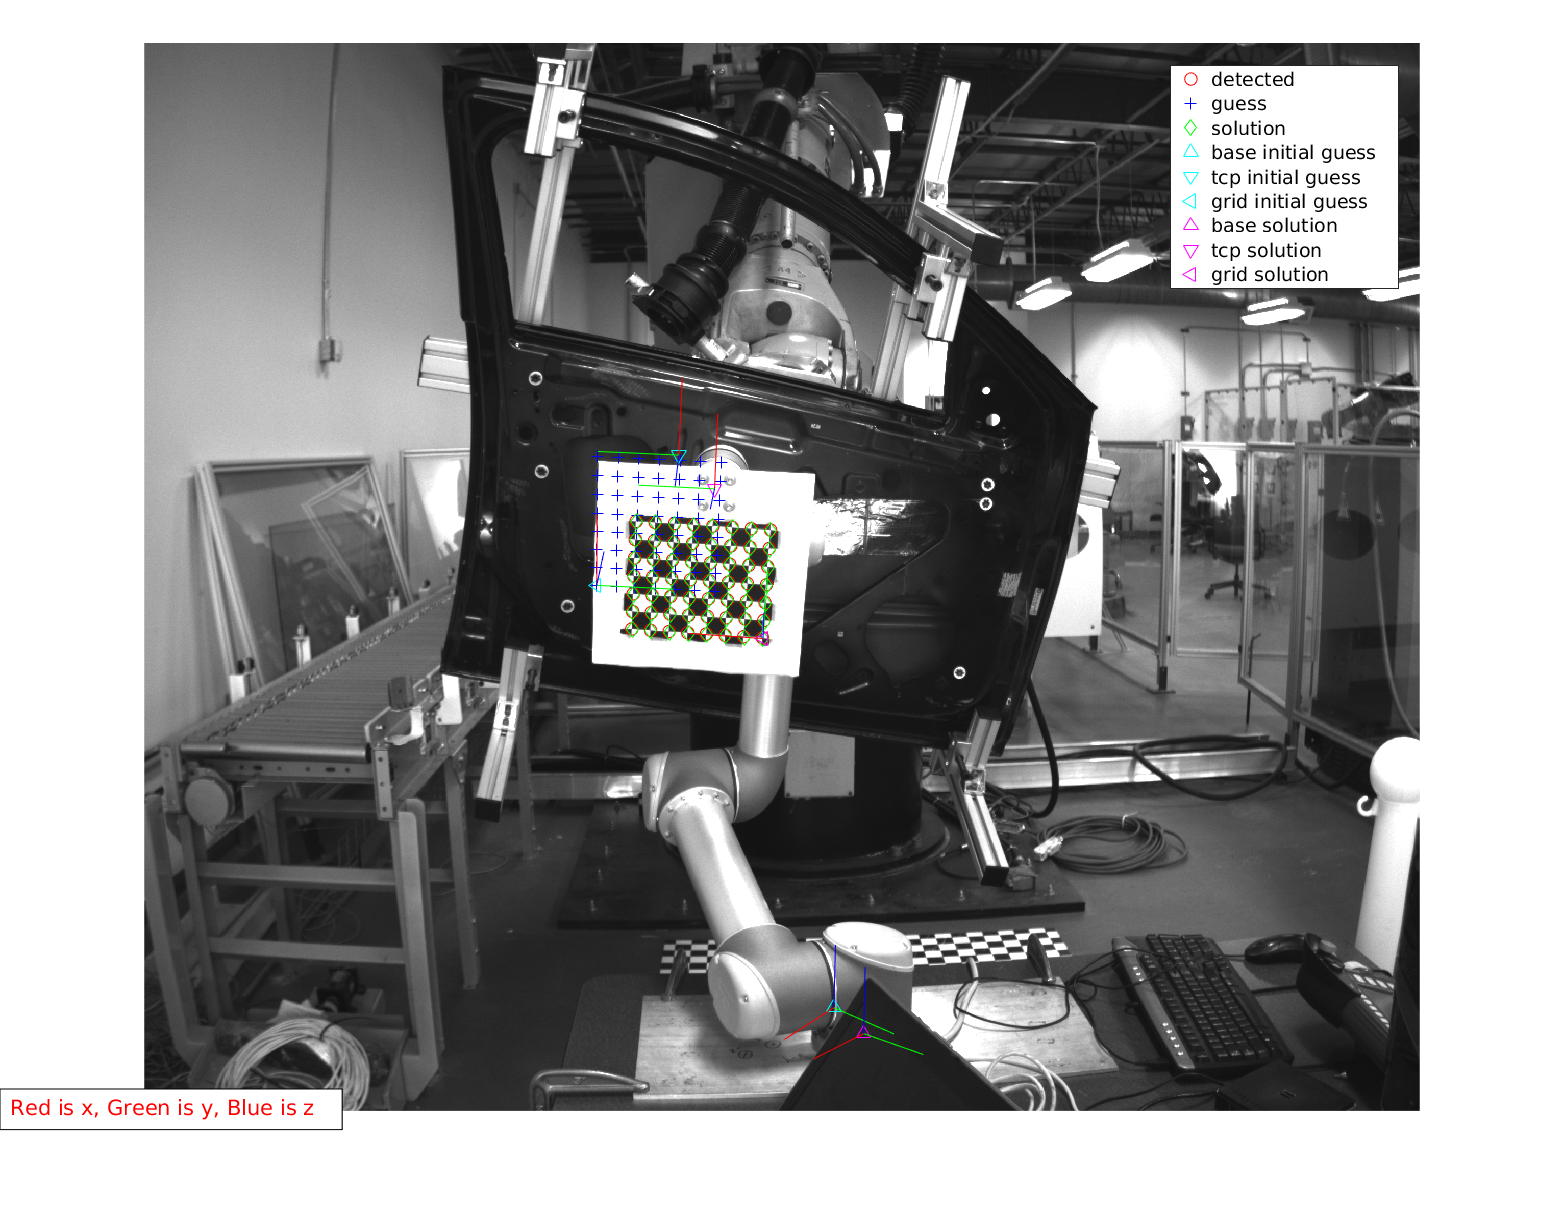 detected
guess
solution
base initial guess
tcp initial guess
grid initial guess
base solution
tcp solution
grid solution
Red is x, Green is y, Blue is z